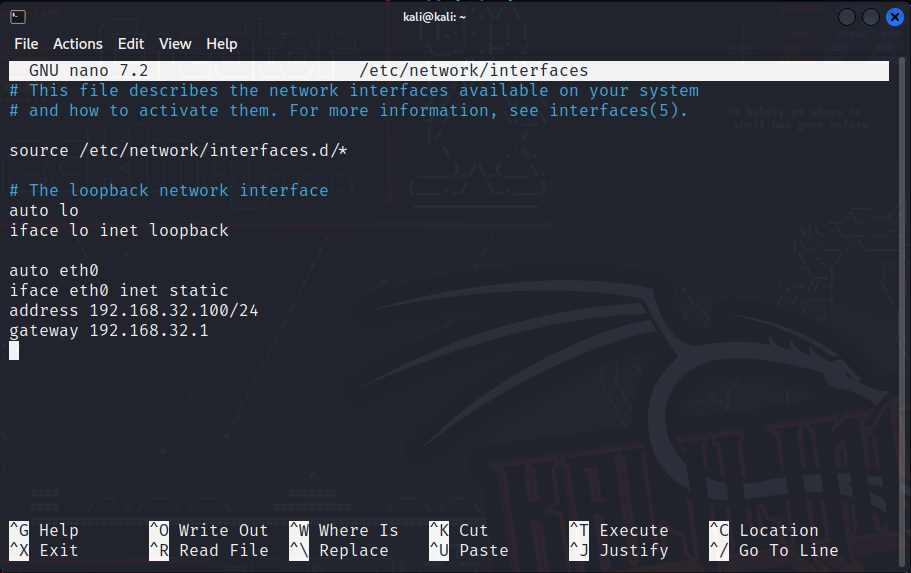 kali@kali: ~
File Actions Edit View Help
GNU nano 7.2 /etc/network/interfaces
# This file describes the network interfaces available on your system
# and how to activate them. For more information, see interfaces(5).
source /etc/network/interfaces.d/*
# The loopback network interface
auto lo
iface lo inet loopback
auto eth0
iface eth0 inet static
address 192.168.32.100/24
gateway 192.168.32.1
^G Help ^O Write Out ^W Where Is ^K Cut ^T Execute ^C Location
^X Exit ^R Read File ^\ Replace ^U Paste ^J Justify ^/ Go To Line